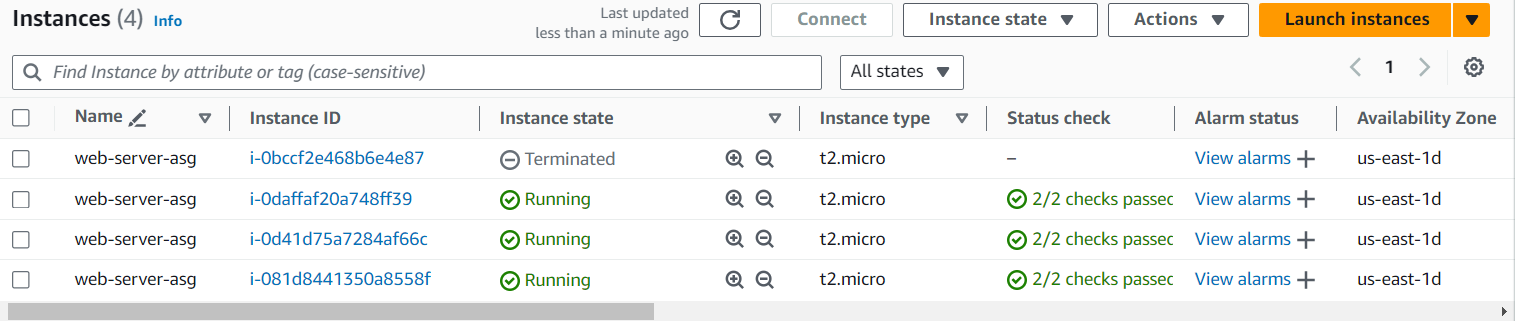 Instances (4) Info Last updated less than a minute ago Connect Instance state Actions Launch instances
Find Instance by attribute or tag (case-sensitive) All states 1
Name Instance ID Instance state Instance type Status check Alarm status Availability Zone
web-server-asg i-0bccf2e468b6e4e87 Terminated t2.micro – View alarms + us-east-1d
web-server-asg i-0daffaf20a748ff39 Running t2.micro 2/2 checks passec View alarms + us-east-1d
web-server-asg i-0d41d75a7284af66c Running t2.micro 2/2 checks passec View alarms + us-east-1d
web-server-asg i-081d8441350a8558f Running t2.micro 2/2 checks passec View alarms + us-east-1d